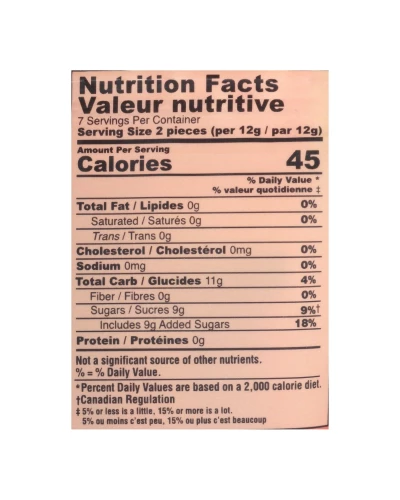 Nutrition Facts
Valeur nutritive
7 Servings Per Container
Serving Size 2 pieces (per 12g / par 12g)
Amount Per Serving
Calories 45
% Daily Value *
% valeur quotidienne ‡
Total Fat / Lipides 0g 0%
Saturated / Saturés 0g 0%
Trans / Trans 0g
Cholesterol / Cholestérol 0mg 0%
Sodium 0mg 0%
Total Carb / Glucides 11g 4%
Fiber / Fibres 0g 0%
Sugars / Sucres 9g 9%†
Includes 9g Added Sugars 18%
Protein / Protéines 0g
Not a significant source of other nutrients.
% = % Daily Value.
*Percent Daily Values are based on a 2,000 calorie diet.
†Canadian Regulation
‡ 5% or less is a little, 15% or more is a lot.
5% ou moins c'est peu, 15% ou plus c'est beaucoup